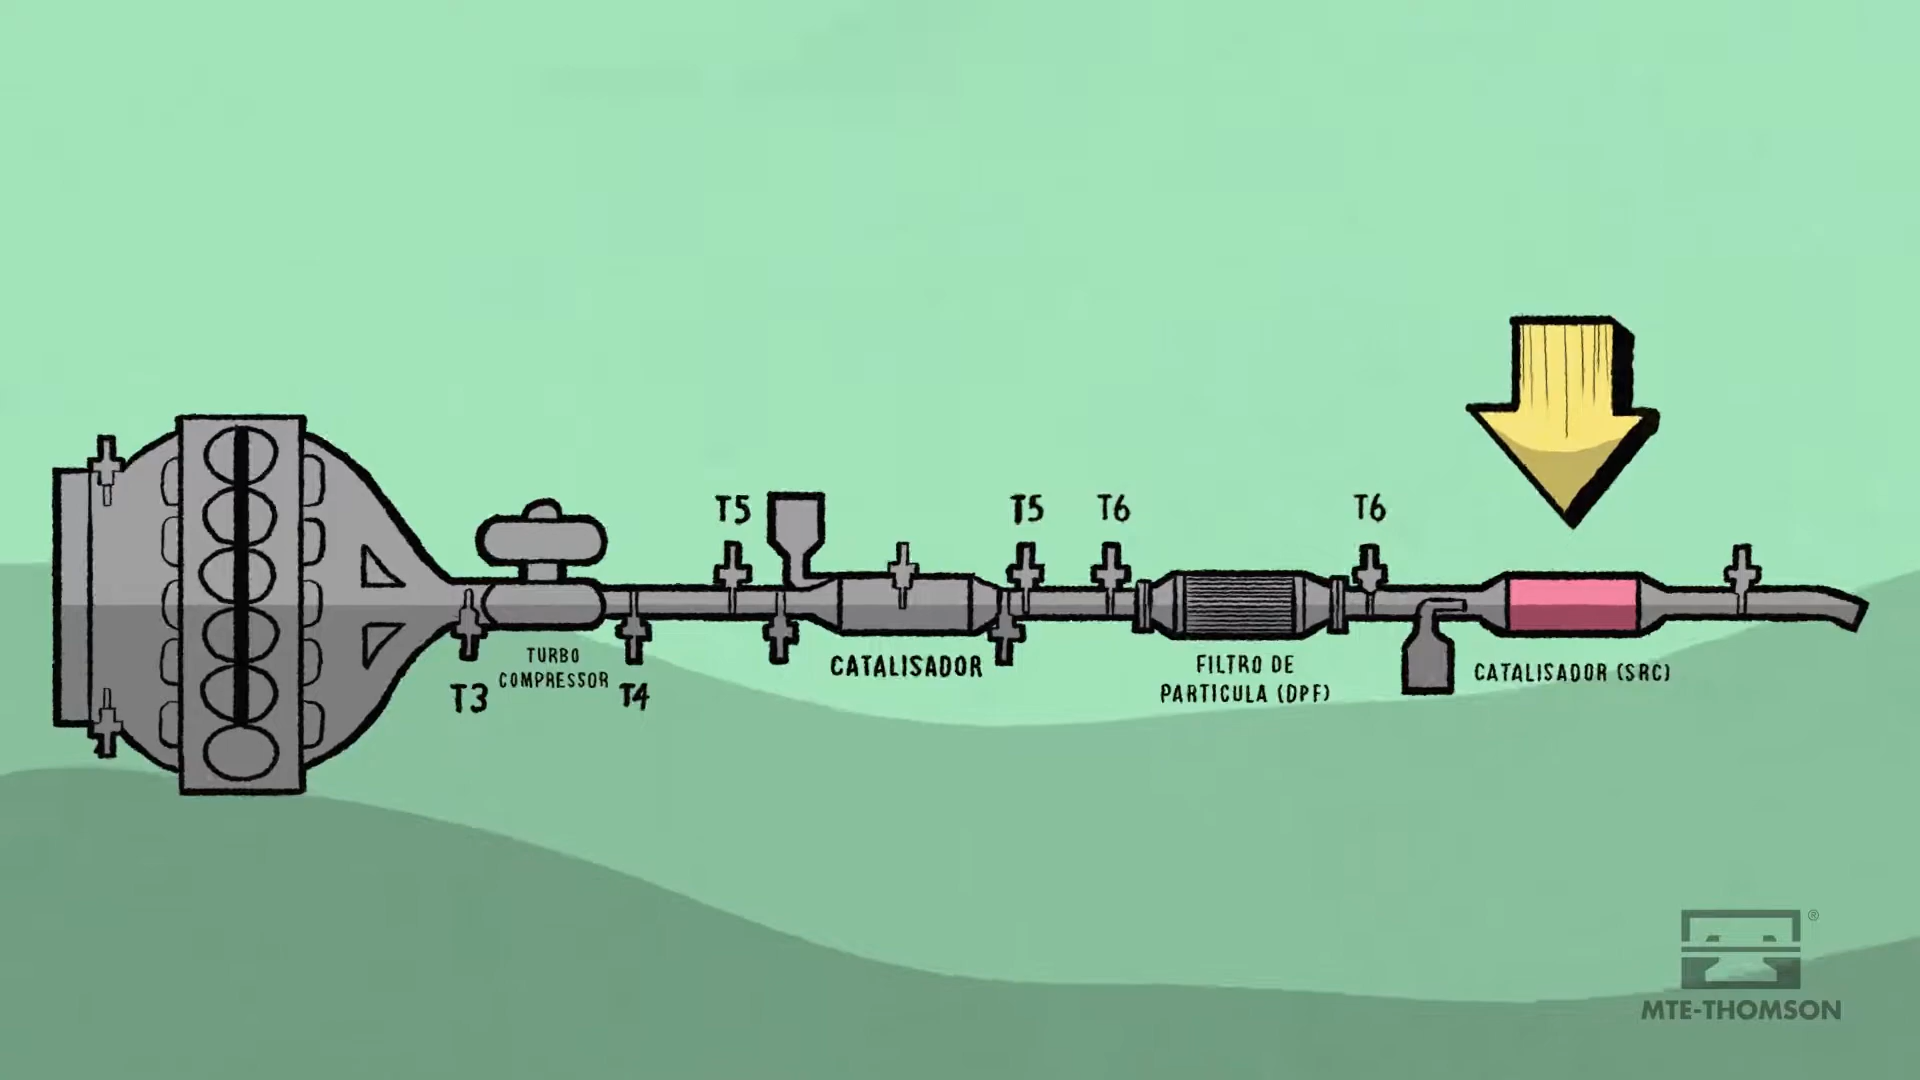 T5
T5
T6
T6
T3
TURBO
COMPRESSOR
T4
CATALISADOR
FILTRO DE
PARTICULA (DPF)
CATALISADOR (SRC)
®
MTE-THOMSON